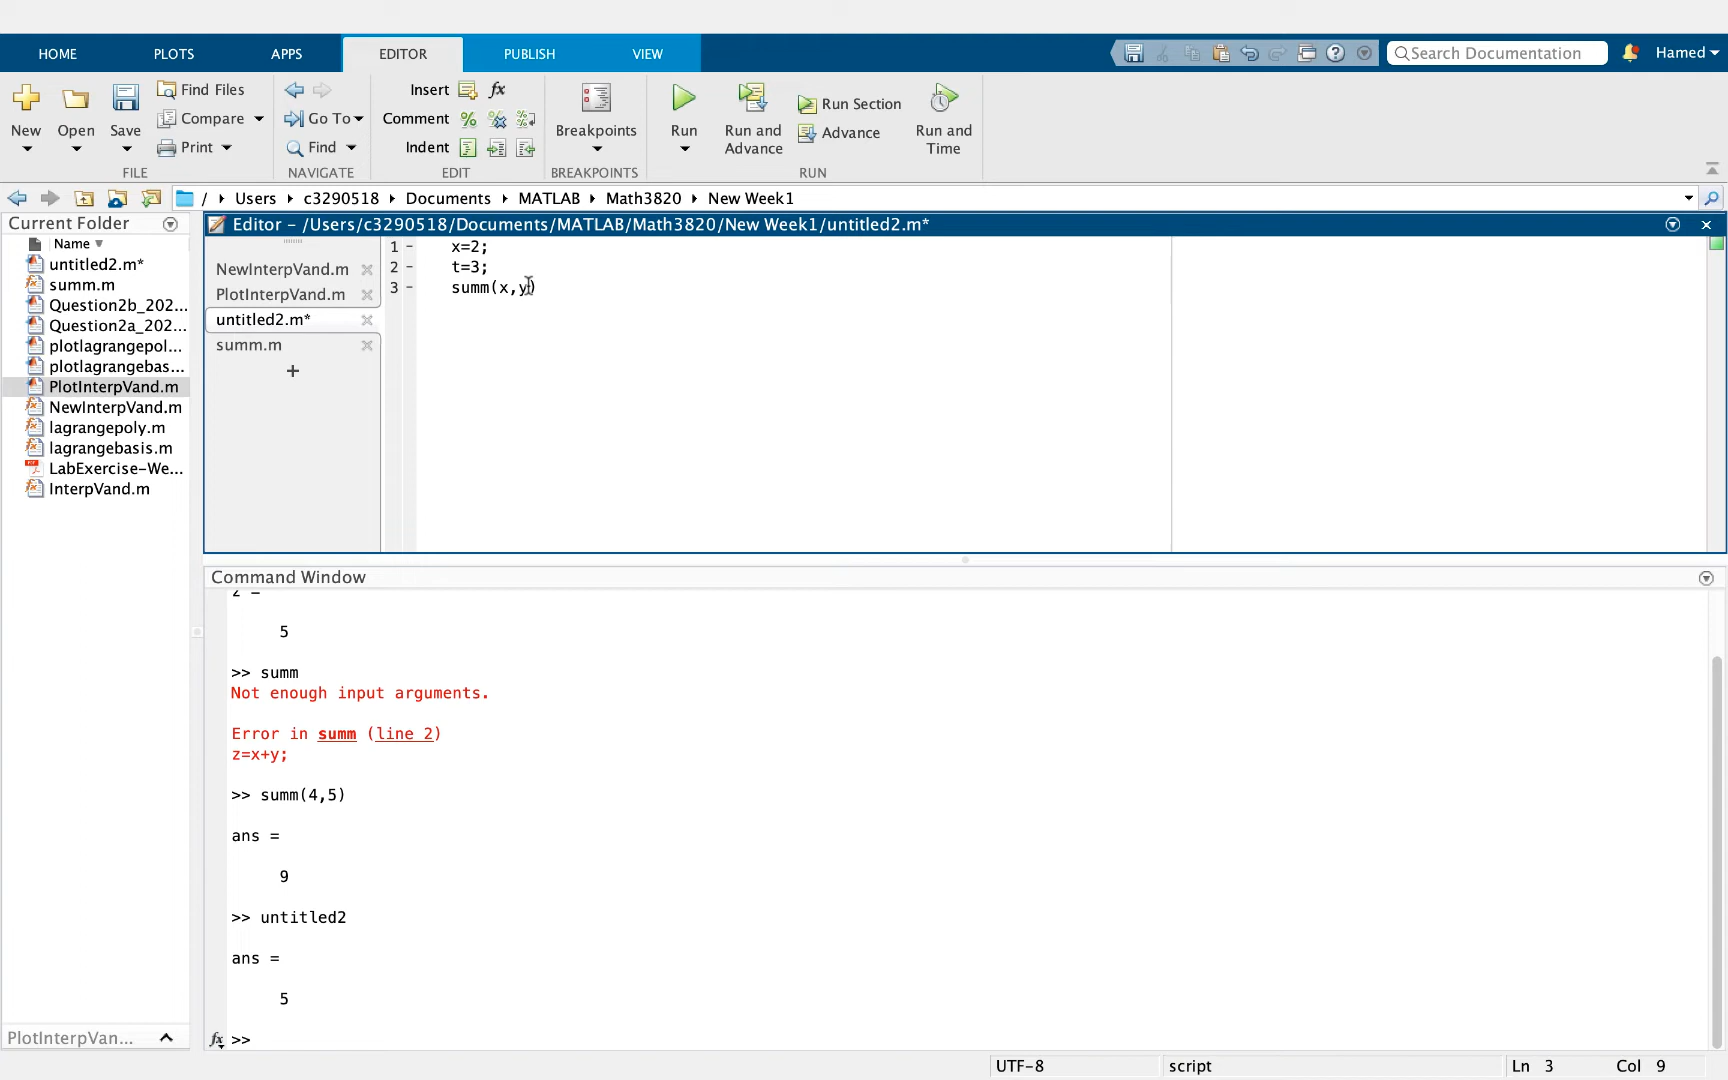 HOME PLOTS APPS EDITOR PUBLISH VIEW Search Documentation Hamed
New Open Save Find Files Compare Print
FILE
Go To Find
NAVIGATE
Insert fx
Comment % %
Indent
EDIT
Breakpoints
BREAKPOINTS
Run Run and Advance Run Section Advance Run and Time
RUN
/ Users c3290518 Documents MATLAB Math3820 New Week1
Current Folder
Name
untitled2.m*
summ.m
Question2b_202...
Question2a_202...
plotlagrangepol...
plotlagrangebas...
PlotInterpVand.m
NewInterpVand.m
lagrangepoly.m
lagrangebasis.m
LabExercise-We...
InterpVand.m
PlotInterpVan...
Editor – /Users/c3290518/Documents/MATLAB/Math3820/New Week1/untitled2.m*
NewInterpVand.m
PlotInterpVand.m
untitled2.m*
summ.m
+
1 - x=2;
2 - t=3;
3 - summ(x,y)
Command Window
z =
5
>> summ
Not enough input arguments.
Error in summ (line 2)
z=x+y;
>> summ(4,5)
ans =
9
>> untitled2
ans =
5
fx >>
UTF-8 script Ln 3 Col 9